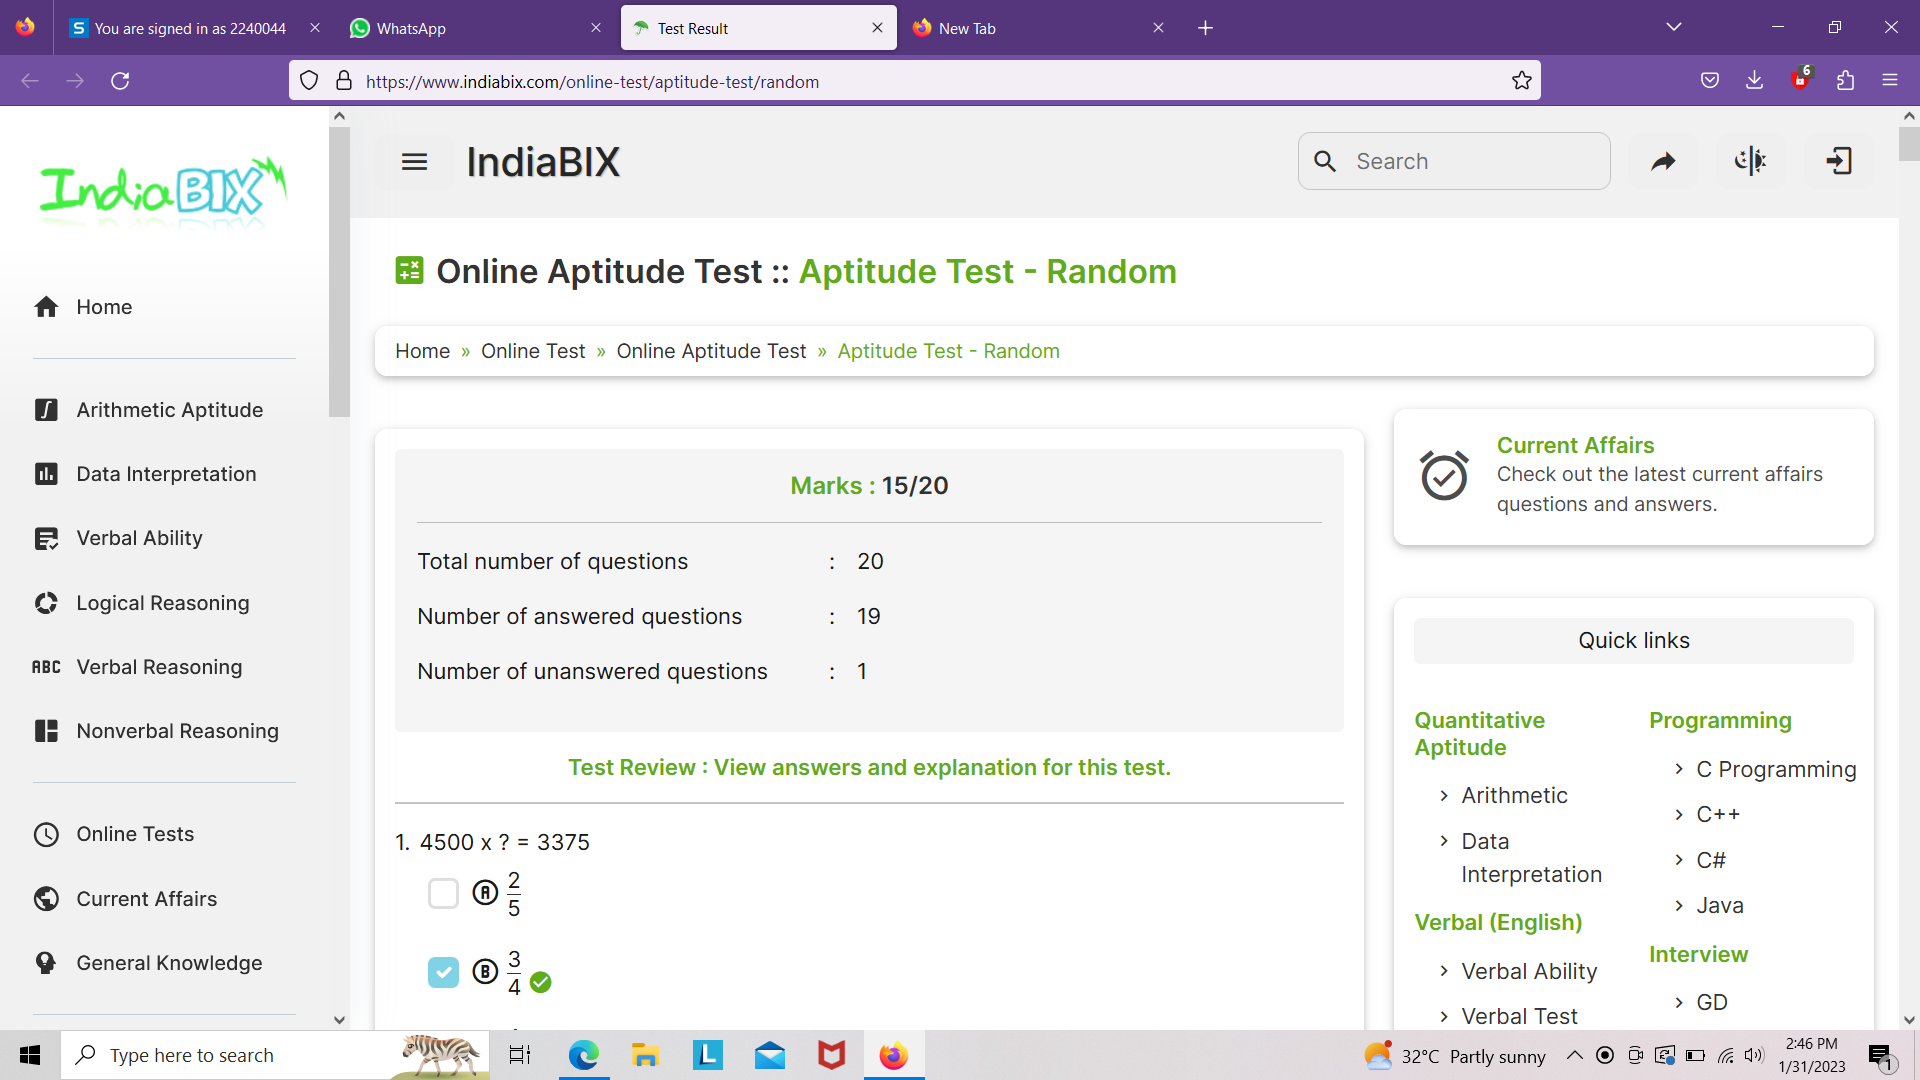 You are signed in as 2240044
WhatsApp
Test Result
New Tab
https://www.indiabix.com/online-test/aptitude-test/random
6
IndiaBIX
IndiaBIX
Search
Home
Arithmetic Aptitude
Data Interpretation
Verbal Ability
Logical Reasoning
ABC Verbal Reasoning
Nonverbal Reasoning
Online Tests
Current Affairs
General Knowledge
Online Aptitude Test :: Aptitude Test - Random
Home » Online Test » Online Aptitude Test » Aptitude Test - Random
Marks : 15/20
Total number of questions : 20
Number of answered questions : 19
Number of unanswered questions : 1
Test Review : View answers and explanation for this test.
1. 4500 x ? = 3375
A 2/5
B 3/4
Current Affairs
Check out the latest current affairs
questions and answers.
Quick links
Quantitative
Aptitude
› Arithmetic
› Data
Interpretation
Verbal (English)
› Verbal Ability
› Verbal Test
Programming
› C Programming
› C++
› C#
› Java
Interview
› GD
Type here to search
L
32°C Partly sunny
2:46 PM
1/31/2023
1